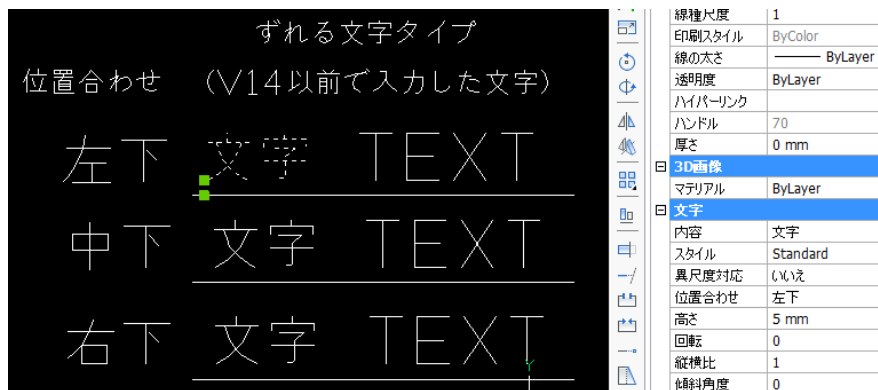 ずれる文字タイプ
位置合わせ （V14以前で入力した文字）
左下 文字 TEXT
中下 文字 TEXT
右下 文字 TEXT
Y
線種尺度 1
印刷スタイル ByColor
線の太さ ByLayer
透明度 ByLayer
ハイパーリンク
ハンドル 70
厚さ 0 mm
3D画像
マテリアル ByLayer
文字
内容 文字
スタイル Standard
異尺度対応 いいえ
位置合わせ 左下
高さ 5 mm
回転 0
縦横比 1
傾斜角度 0